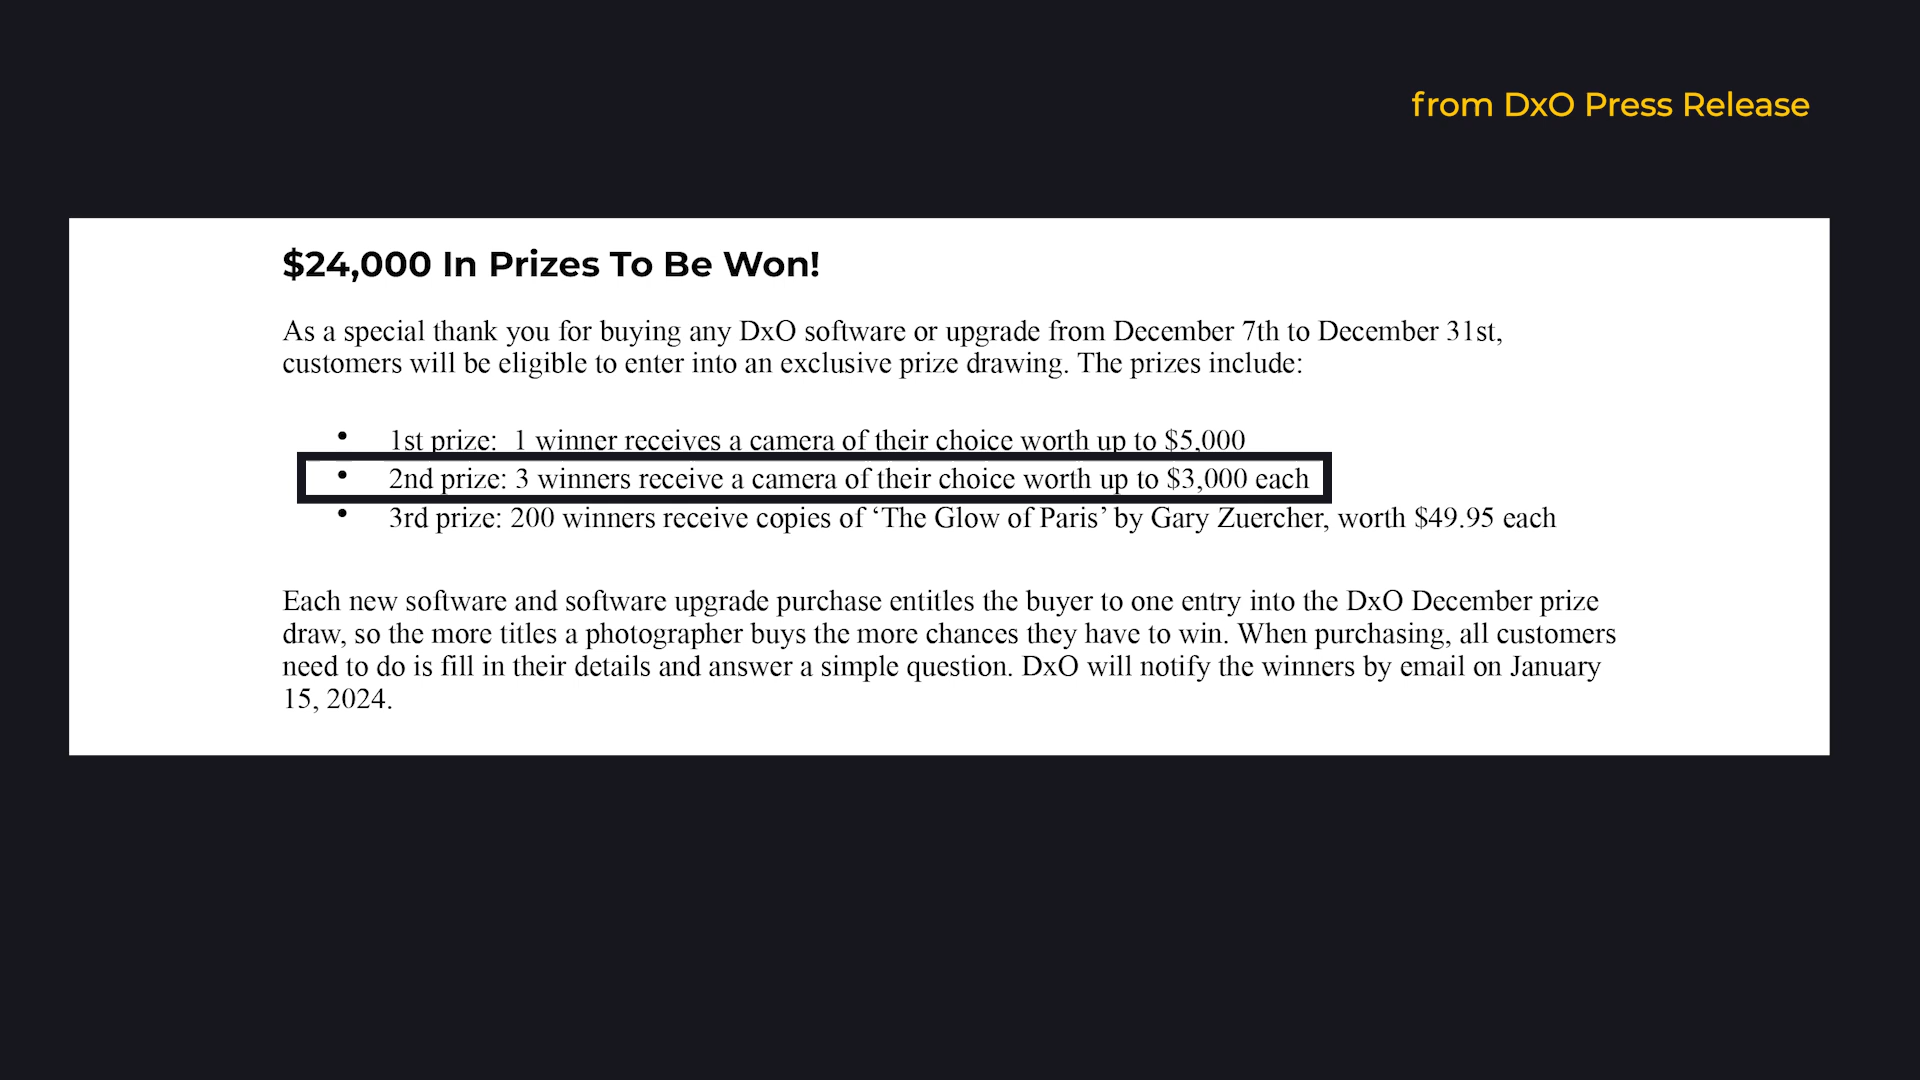 from DxO Press Release
$24,000 In Prizes To Be Won!
As a special thank you for buying any DxO software or upgrade from December 7th to December 31st,
customers will be eligible to enter into an exclusive prize drawing. The prizes include:
• 1st prize:  1 winner receives a camera of their choice worth up to $5,000
• 2nd prize: 3 winners receive a camera of their choice worth up to $3,000 each
• 3rd prize: 200 winners receive copies of ‘The Glow of Paris’ by Gary Zuercher, worth $49.95 each
Each new software and software upgrade purchase entitles the buyer to one entry into the DxO December prize
draw, so the more titles a photographer buys the more chances they have to win. When purchasing, all customers
need to do is fill in their details and answer a simple question. DxO will notify the winners by email on January
15, 2024.